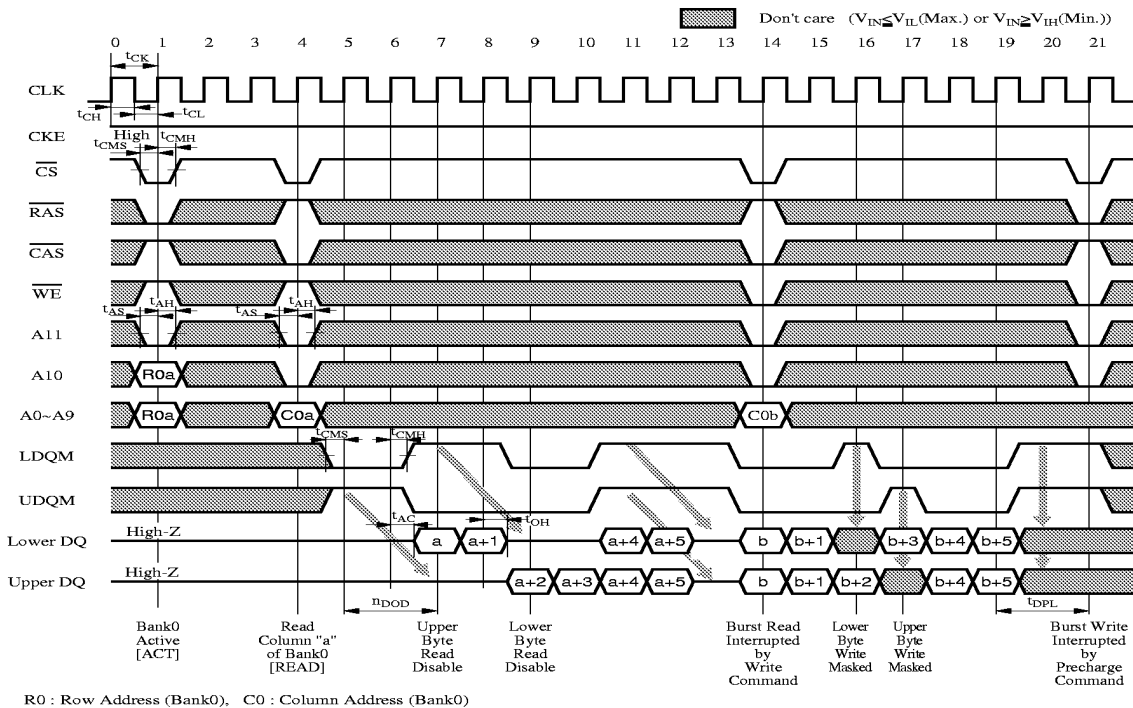 Don't care (VIN≦VIL(Max.) or VIN≧VIH(Min.))
0 1 2 3 4 5 6 7 8 9 10 11 12 13 14 15 16 17 18 19 20 21
tCK
CLK
tCH tCL
CKE
High
tCMS tCMH
CS
RAS
CAS
WE
tAH tAH
tAS tAS
A11
A10 R0a
A0~A9 R0a C0a C0b
tCMS tCMH
LDQM
UDQM
tAC tOH
High-Z
Lower DQ a a+1 a+4 a+5 b b+1 b+3 b+4 b+5
High-Z
Upper DQ a+2 a+3 a+4 a+5 b b+1 b+2 b+4 b+5
nDOD tDPL
Bank0
Active
[ACT]
Read
Column "a"
of Bank0
[READ]
Upper
Byte
Read
Disable
Lower
Byte
Read
Disable
Burst Read
Interrupted
by
Write
Command
Lower
Byte
Write
Masked
Upper
Byte
Write
Masked
Burst Write
Interrupted
by
Precharge
Command
R0 : Row Address (Bank0), C0 : Column Address (Bank0)